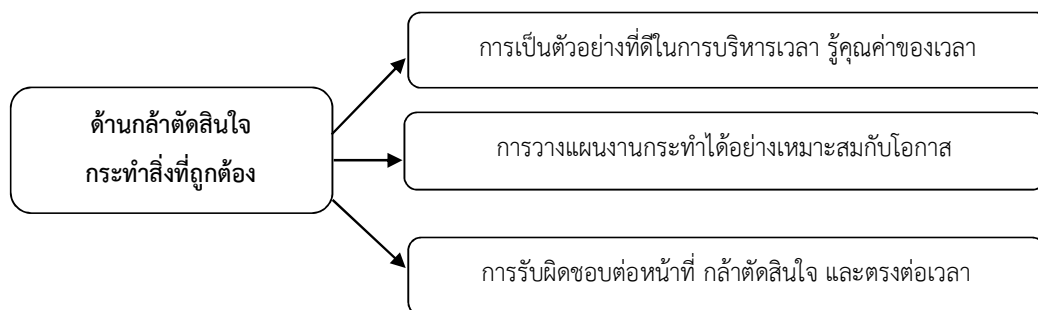 การเป็นตัวอย่างที่ดีในการบริหารเวลา รู้คุณค่าของเวลา
ด้านกล้าตัดสินใจ
กระทำสิ่งที่ถูกต้อง
การวางแผนงานกระทำได้อย่างเหมาะสมกับโอกาส
การรับผิดชอบต่อหน้าที่ กล้าตัดสินใจ และตรงต่อเวลา